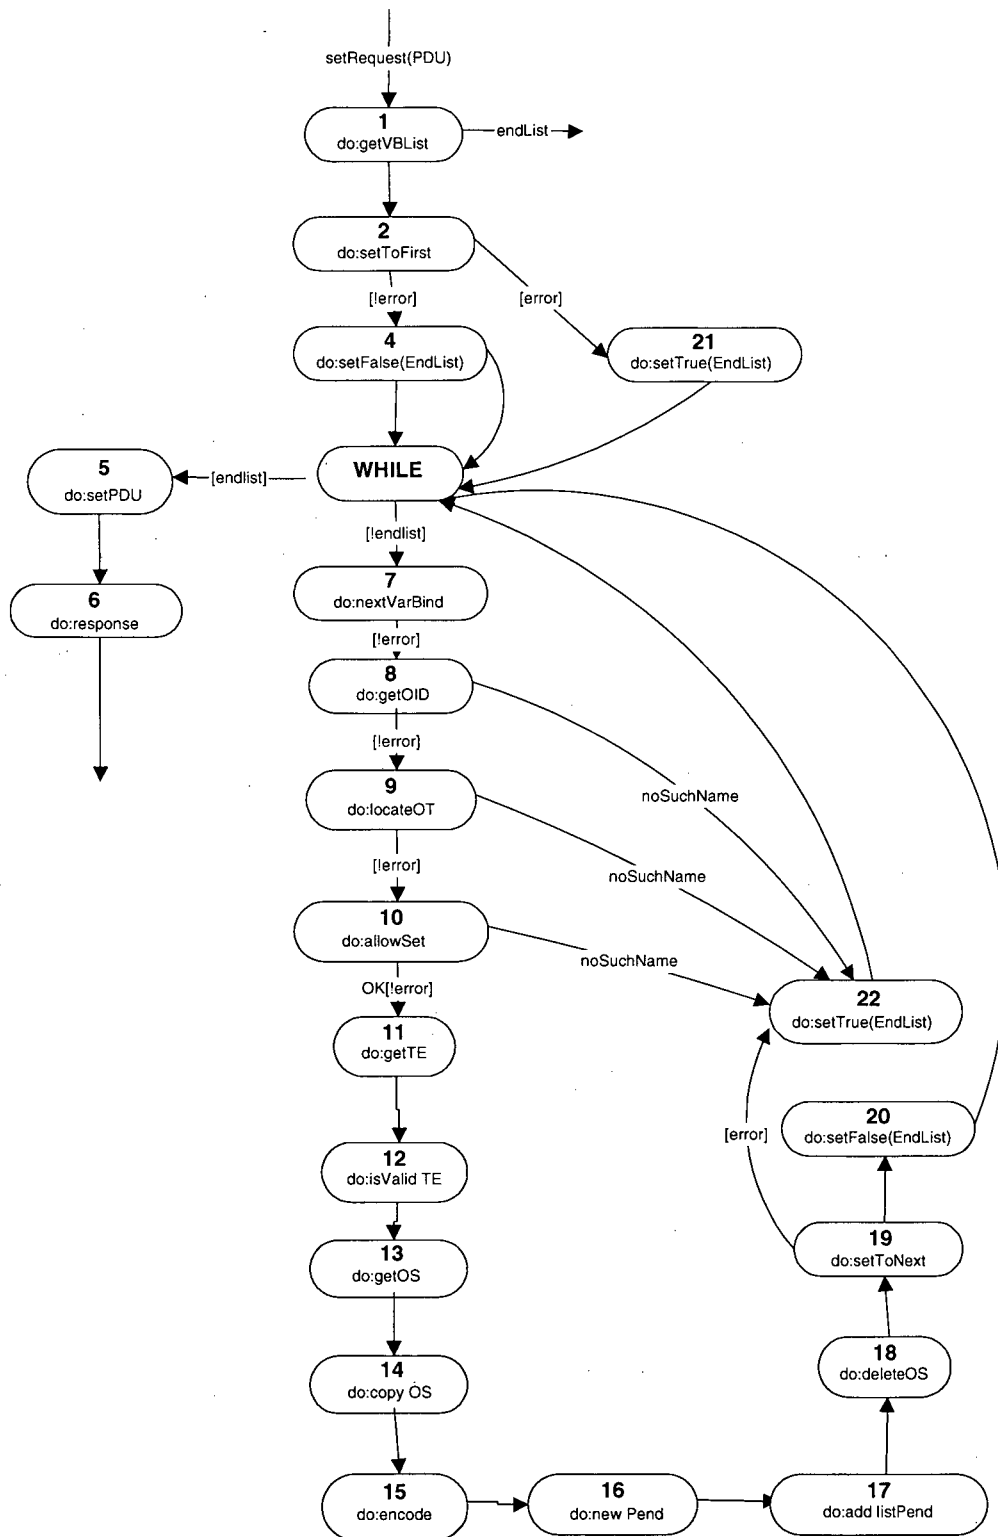 setRequest(PDU)
1
do:getVBList
endList
2
do:setToFirst
[!error]
[error]
4
do:setFalse(EndList)
21
do:setTrue(EndList)
WHILE
5
do:setPDU
[endlist]
[!endlist]
7
do:nextVarBind
6
do:response
[!error]
8
do:getOID
[!error]
9
do:locateOT
noSuchName
[!error]
noSuchName
10
do:allowSet
noSuchName
OK[!error]
22
do:setTrue(EndList)
11
do:getTE
20
do:setFalse(EndList)
[error]
12
do:isValid TE
19
do:setToNext
13
do:getOS
18
do:deleteOS
14
do:copy OS
15
do:encode
16
do:new Pend
17
do:add listPend